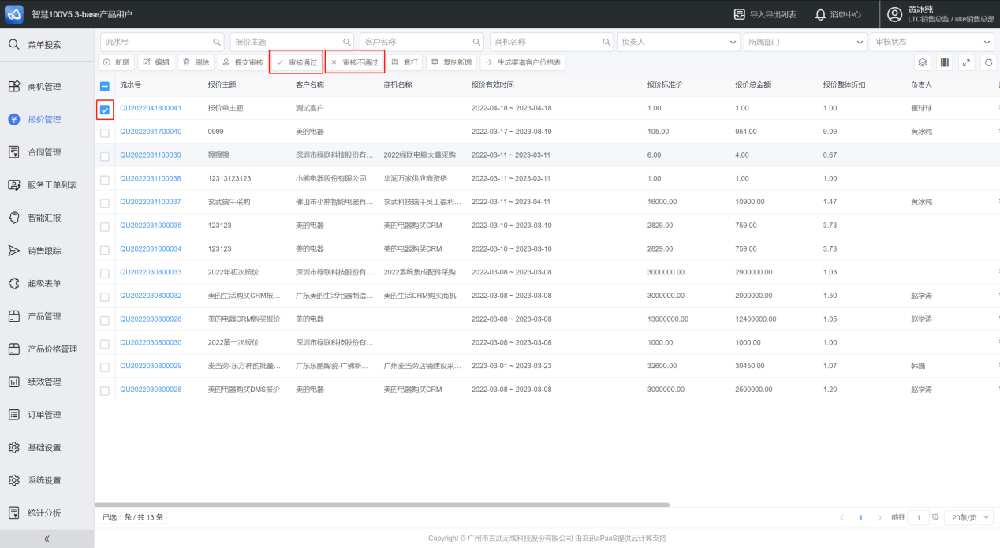 智慧100V5.3-base产品租户
导入导出列表
消息中心
黄冰纯
LTC销售总监 / uke销售总部
菜单搜索
商机管理
报价管理
合同管理
服务工单列表
智能汇报
销售跟踪
超级表单
产品管理
产品价格管理
绩效管理
订单管理
基础设置
系统设置
统计分析
流水号 报价主题 客户名称 商机名称 负责人 所属部门 审核状态
新增 编辑 删除 提交审核 审核通过 审核不通过 套打 复制新增 生成渠道客户价格表
流水号 报价主题 客户名称 商机名称 报价有效时间 报价标准价 报价总金额 报价整体折扣 负责人
QU2022041800041 报价单主题 测试客户 2022-04-18 ~ 2023-04-18 1.00 1.00 1.00 瞿球球
QU2022031700040 0999 美的电器 2022-03-17 ~ 2023-08-19 105.00 954.00 9.09 黄冰纯
QU2022031100039 擦擦擦 深圳市绿联科技股份有... 2022绿联电脑大量采购 2022-03-11 ~ 2023-03-11 6.00 4.00 0.67
QU2022031100038 12313123123 小熊电器股份有限公司 华润万家供应商资格 2022-03-11 ~ 2023-03-11 1.00 1.00 1.00
QU2022031100037 玄武端午采购 佛山市小熊智能电器有... 玄武科技端午员工福利... 2022-03-11 ~ 2023-04-11 16000.00 10900.00 1.47 黄冰纯
QU2022031000035 123123 美的电器 美的电器购买CRM 2022-03-10 ~ 2023-03-10 2829.00 759.00 3.73
QU2022031000034 123123 美的电器 美的电器购买CRM 2022-03-10 ~ 2023-03-10 2829.00 759.00 3.73
QU2022030800033 2022年初次报价 深圳市绿联科技股份有... 2022系统集成配件采购 2022-03-08 ~ 2023-03-08 3000000.00 2900000.00 1.03
QU2022030800032 美的生活购买CRM报... 广东美的生活电器制造... 美的生活CRM购买商机 2022-03-08 ~ 2023-03-08 3000000.00 2000000.00 1.50 赵学涛
QU2022030800026 美的电器CRM购买报价 美的电器 2022-03-08 ~ 2023-03-08 13000000.00 12400000.00 1.05 赵学涛
QU2022030800030 2022第一次报价 深圳市绿联科技股份有... 2022-03-08 ~ 2023-03-08 1000.00 1000.00 1.00
QU2022030800029 麦当劳-东方神韵批量... 广东东鹏陶瓷-广佛新... 广州麦当劳店铺建设采... 2023-03-01 ~ 2023-03-23 32600.00 30450.00 1.07 韩巍
QU2022030800028 美的电器购买DMS报价 美的电器 美的电器购买CRM 2022-03-08 ~ 2023-03-08 3000000.00 2500000.00 1.20 赵学涛
已选 1 条 / 共 13 条
1 前往 1 页 20条/页
Copyright © 广州市玄武无线科技股份有限公司 由玄讯aPaaS提供云计算支持